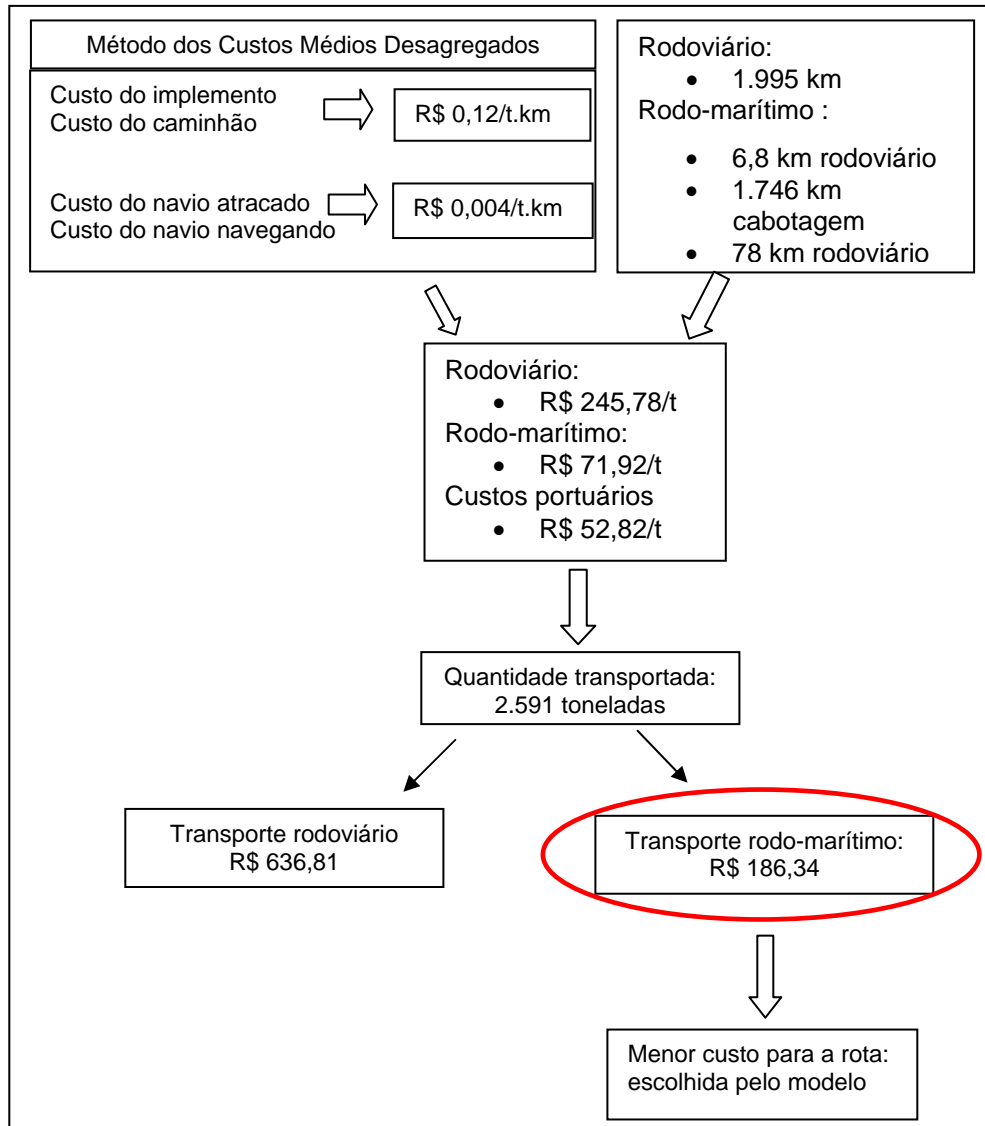 Método dos Custos Médios Desagregados
Custo do implemento
Custo do caminhão
R$ 0,12/t.km
Custo do navio atracado
Custo do navio navegando
R$ 0,004/t.km
Rodoviário:
• 1.995 km
Rodo-marítimo :
• 6,8 km rodoviário
• 1.746 km
cabotagem
• 78 km rodoviário
Rodoviário:
• R$ 245,78/t
Rodo-marítimo:
• R$ 71,92/t
Custos portuários
• R$ 52,82/t
Quantidade transportada:
2.591 toneladas
Transporte rodoviário
R$ 636,81
Transporte rodo-marítimo:
R$ 186,34
Menor custo para a rota:
escolhida pelo modelo